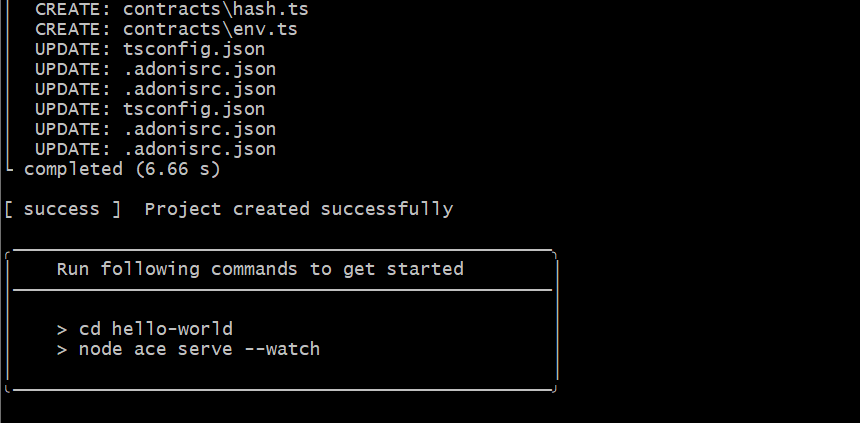 CREATE: contracts\hash.ts
CREATE: contracts\env.ts
UPDATE: tsconfig.json
UPDATE: .adonisrc.json
UPDATE: .adonisrc.json
UPDATE: tsconfig.json
UPDATE: .adonisrc.json
UPDATE: .adonisrc.json
completed (6.66 s)
[ success ]  Project created successfully
Run following commands to get started
> cd hello-world
> node ace serve --watch